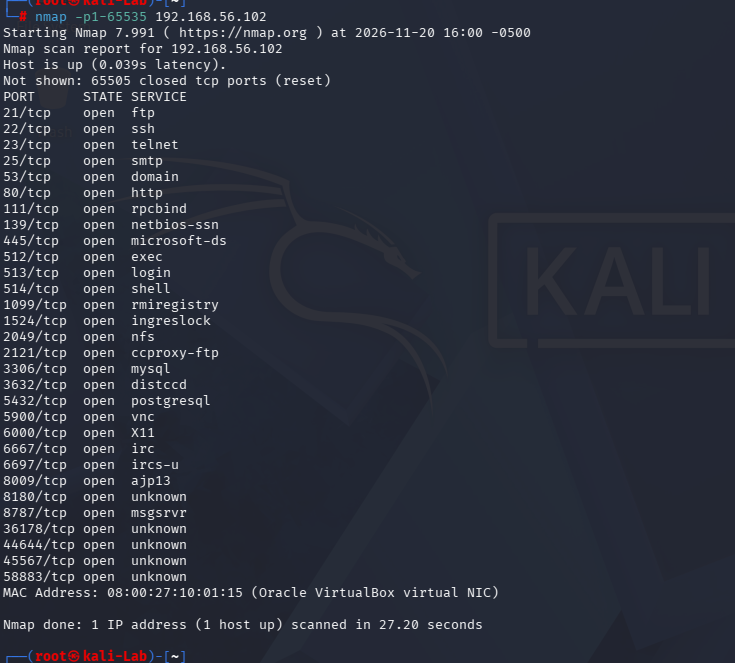 ┌──(root㉿kali-Lab)-[~]
└─# nmap -p1-65535 192.168.56.102
Starting Nmap 7.991 ( https://nmap.org ) at 2026-11-20 16:00 -0500
Nmap scan report for 192.168.56.102
Host is up (0.039s latency).
Not shown: 65505 closed tcp ports (reset)
PORT      STATE SERVICE
21/tcp    open  ftp
22/tcp    open  ssh
23/tcp    open  telnet
25/tcp    open  smtp
53/tcp    open  domain
80/tcp    open  http
111/tcp   open  rpcbind
139/tcp   open  netbios-ssn
445/tcp   open  microsoft-ds
512/tcp   open  exec
513/tcp   open  login
514/tcp   open  shell
1099/tcp  open  rmiregistry
1524/tcp  open  ingreslock
2049/tcp  open  nfs
2121/tcp  open  ccproxy-ftp
3306/tcp  open  mysql
3632/tcp  open  distccd
5432/tcp  open  postgresql
5900/tcp  open  vnc
6000/tcp  open  X11
6667/tcp  open  irc
6697/tcp  open  ircs-u
8009/tcp  open  ajp13
8180/tcp  open  unknown
8787/tcp  open  msgsrvr
36178/tcp open  unknown
44644/tcp open  unknown
45567/tcp open  unknown
58883/tcp open  unknown
MAC Address: 08:00:27:10:01:15 (Oracle VirtualBox virtual NIC)
Nmap done: 1 IP address (1 host up) scanned in 27.20 seconds
┌──(root㉿kali-Lab)-[~]
KALI